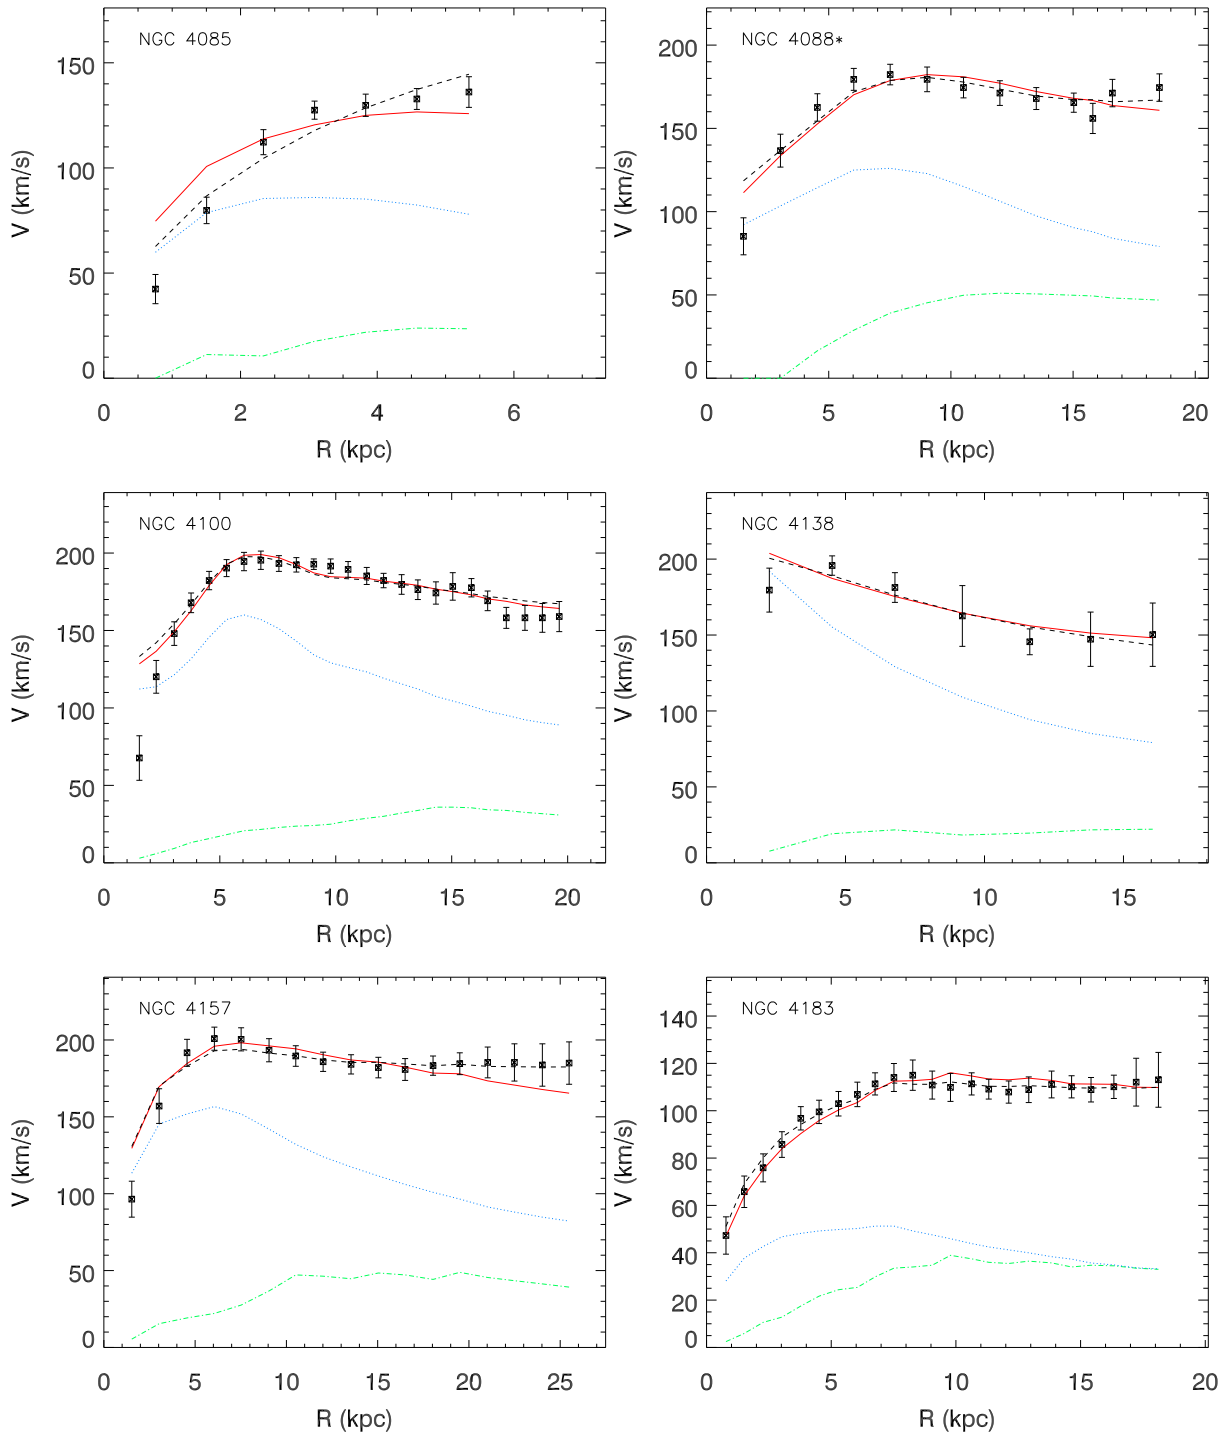 NGC 4085
150
100
50
0
V (km/s)
0 2 4 6
R (kpc)
NGC 4088*
200
150
100
50
0
V (km/s)
0 5 10 15 20
R (kpc)
NGC 4100
200
150
100
50
0
V (km/s)
0 5 10 15 20
R (kpc)
NGC 4138
200
150
100
50
0
V (km/s)
0 5 10 15
R (kpc)
NGC 4157
200
150
100
50
0
V (km/s)
0 5 10 15 20 25
R (kpc)
NGC 4183
140
120
100
80
60
40
20
0
V (km/s)
0 5 10 15 20
R (kpc)